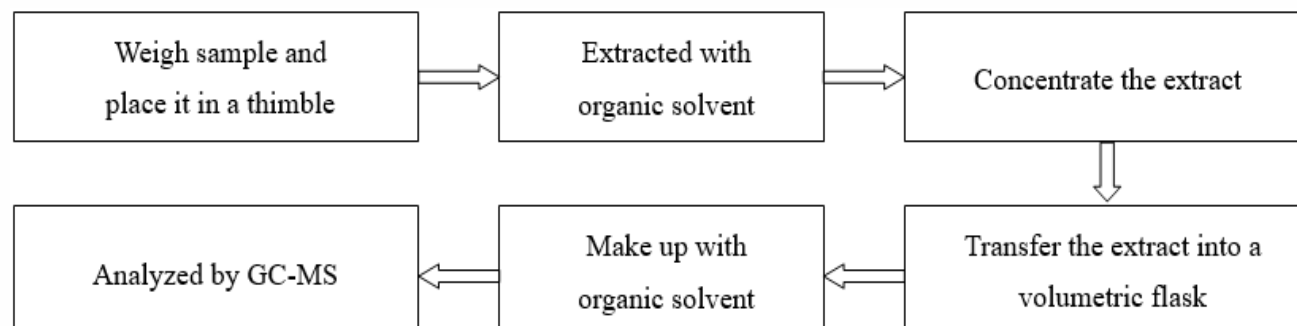 Weigh sample and
place it in a thimble
Extracted with
organic solvent
Concentrate the extract
Transfer the extract into a
volumetric flask
Make up with
organic solvent
Analyzed by GC-MS